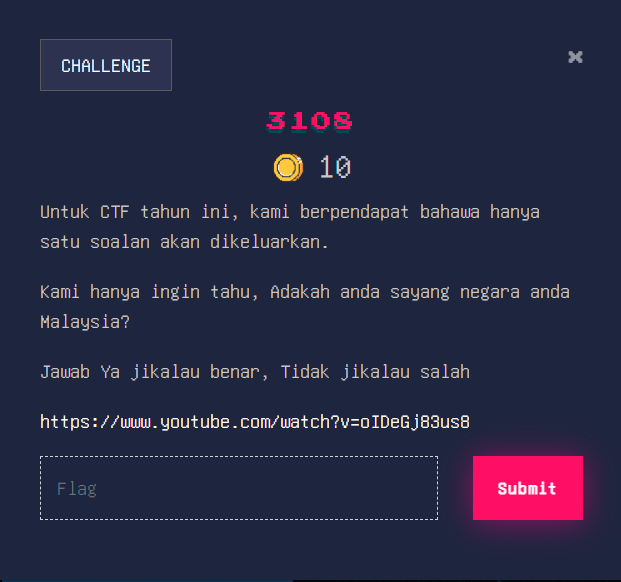 CHALLENGE
×
3108
10
Untuk CTF tahun ini, kami berpendapat bahawa hanya
satu soalan akan dikeluarkan.
Kami hanya ingin tahu, Adakah anda sayang negara anda
Malaysia?
Jawab Ya jikalau benar, Tidak jikalau salah
https://www.youtube.com/watch?v=oIDeGj83us8
Flag
Submit